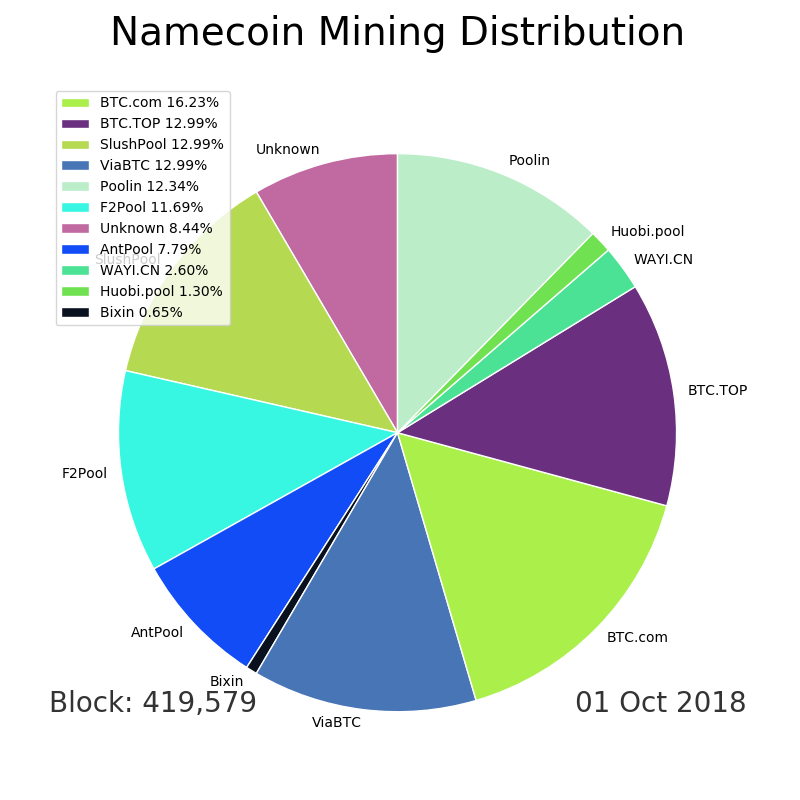 Namecoin Mining Distribution
BTC.com 16.23%
BTC.TOP 12.99%
SlushPool 12.99%
ViaBTC 12.99%
Poolin 12.34%
F2Pool 11.69%
Unknown 8.44%
AntPool 7.79%
WAYI.CN 2.60%
Huobi.pool 1.30%
Bixin 0.65%
Unknown
Poolin
Huobi.pool
WAYI.CN
SlushPool
BTC.TOP
F2Pool
AntPool
BTC.com
Bixin
ViaBTC
Block: 419,579
01 Oct 2018